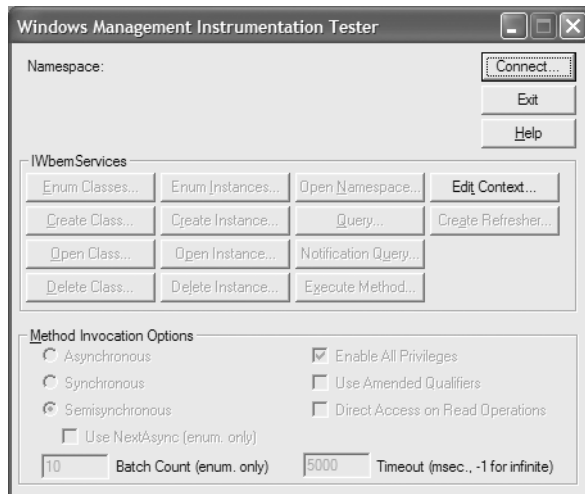 Windows Management Instrumentation Tester
Namespace:
Connect...
Exit
Help
IWbemServices
Enum Classes... Enum Instances... Open Namespace... Edit Context...
Create Class... Create Instance... Query... Create Refresher...
Open Class... Open Instance... Notification Query...
Delete Class... Delete Instance... Execute Method...
Method Invocation Options
Asynchronous Enable All Privileges
Synchronous Use Amended Qualifiers
Semisynchronous Direct Access on Read Operations
Use NextAsync (enum. only)
10 Batch Count (enum. only) 5000 Timeout (msec., -1 for infinite)